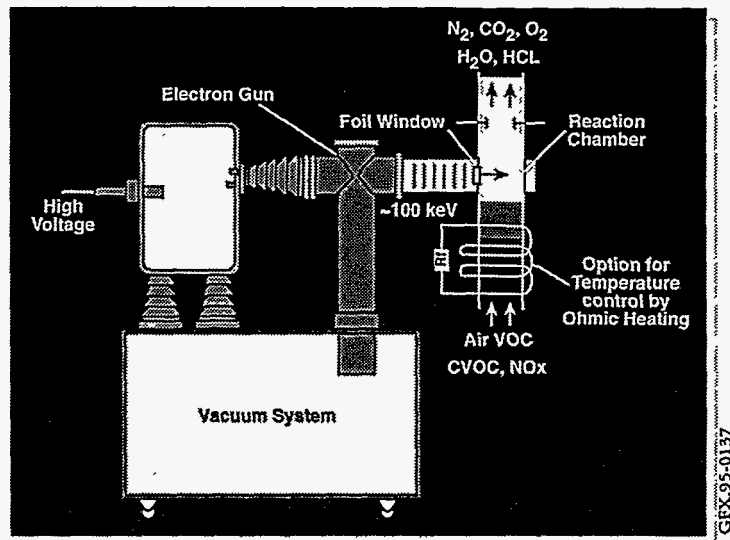 N2, CO2, O2
H2O, HCL
Electron Gun
Foil Window
Reaction
Chamber
High
Voltage
~100 keV
RH
Option for
Temperature
control by
Ohmic Heating
Air VOC
CVOC, NOx
Vacuum System
GFX.95-0137